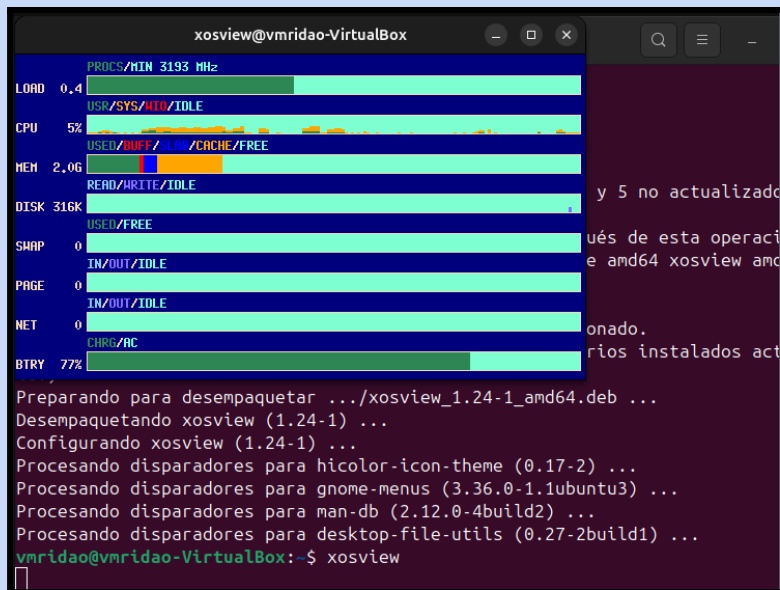 xosview@vmridao-VirtualBox
PROCS/MIN 3193 MHz
LOAD 0.4
USR/SYS/WIO/IDLE
CPU 5%
USED/BUFF/SLAB/CACHE/FREE
MEM 2.0G
READ/WRITE/IDLE
DISK 316K
USED/FREE
SWAP 0
IN/OUT/IDLE
PAGE 0
IN/OUT/IDLE
NET 0
CHRG/AC
BTRY 77%
y 5 no actualizado
ués de esta operaci
e amd64 xosview amd
onado.
rios instalados act
Preparando para desempaquetar .../xosview_1.24-1_amd64.deb ...
Desempaquetando xosview (1.24-1) ...
Configurando xosview (1.24-1) ...
Procesando disparadores para hicolor-icon-theme (0.17-2) ...
Procesando disparadores para gnome-menus (3.36.0-1.1ubuntu3) ...
Procesando disparadores para man-db (2.12.0-4build2) ...
Procesando disparadores para desktop-file-utils (0.27-2build1) ...
vmridao@vmridao-VirtualBox:~$ xosview